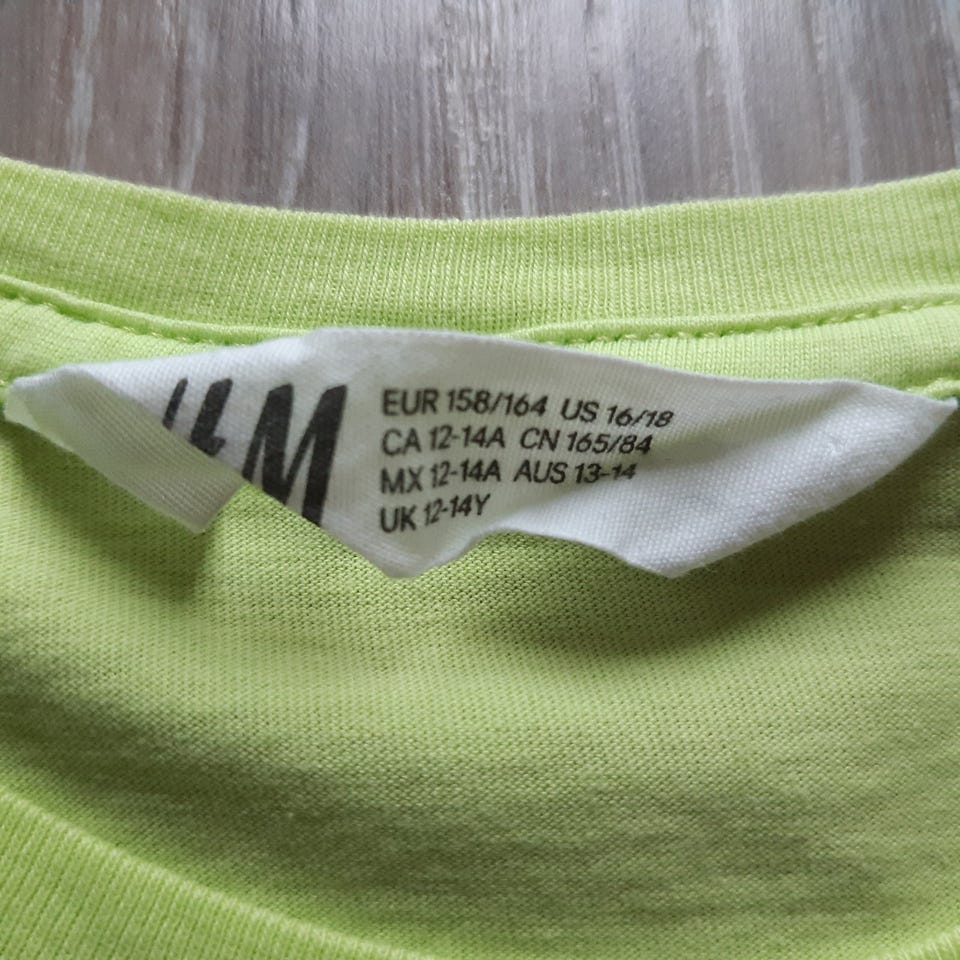 H&M
EUR 158/164 US 16/18
CA 12-14A CN 165/84
MX 12-14A AUS 13-14
UK 12-14Y